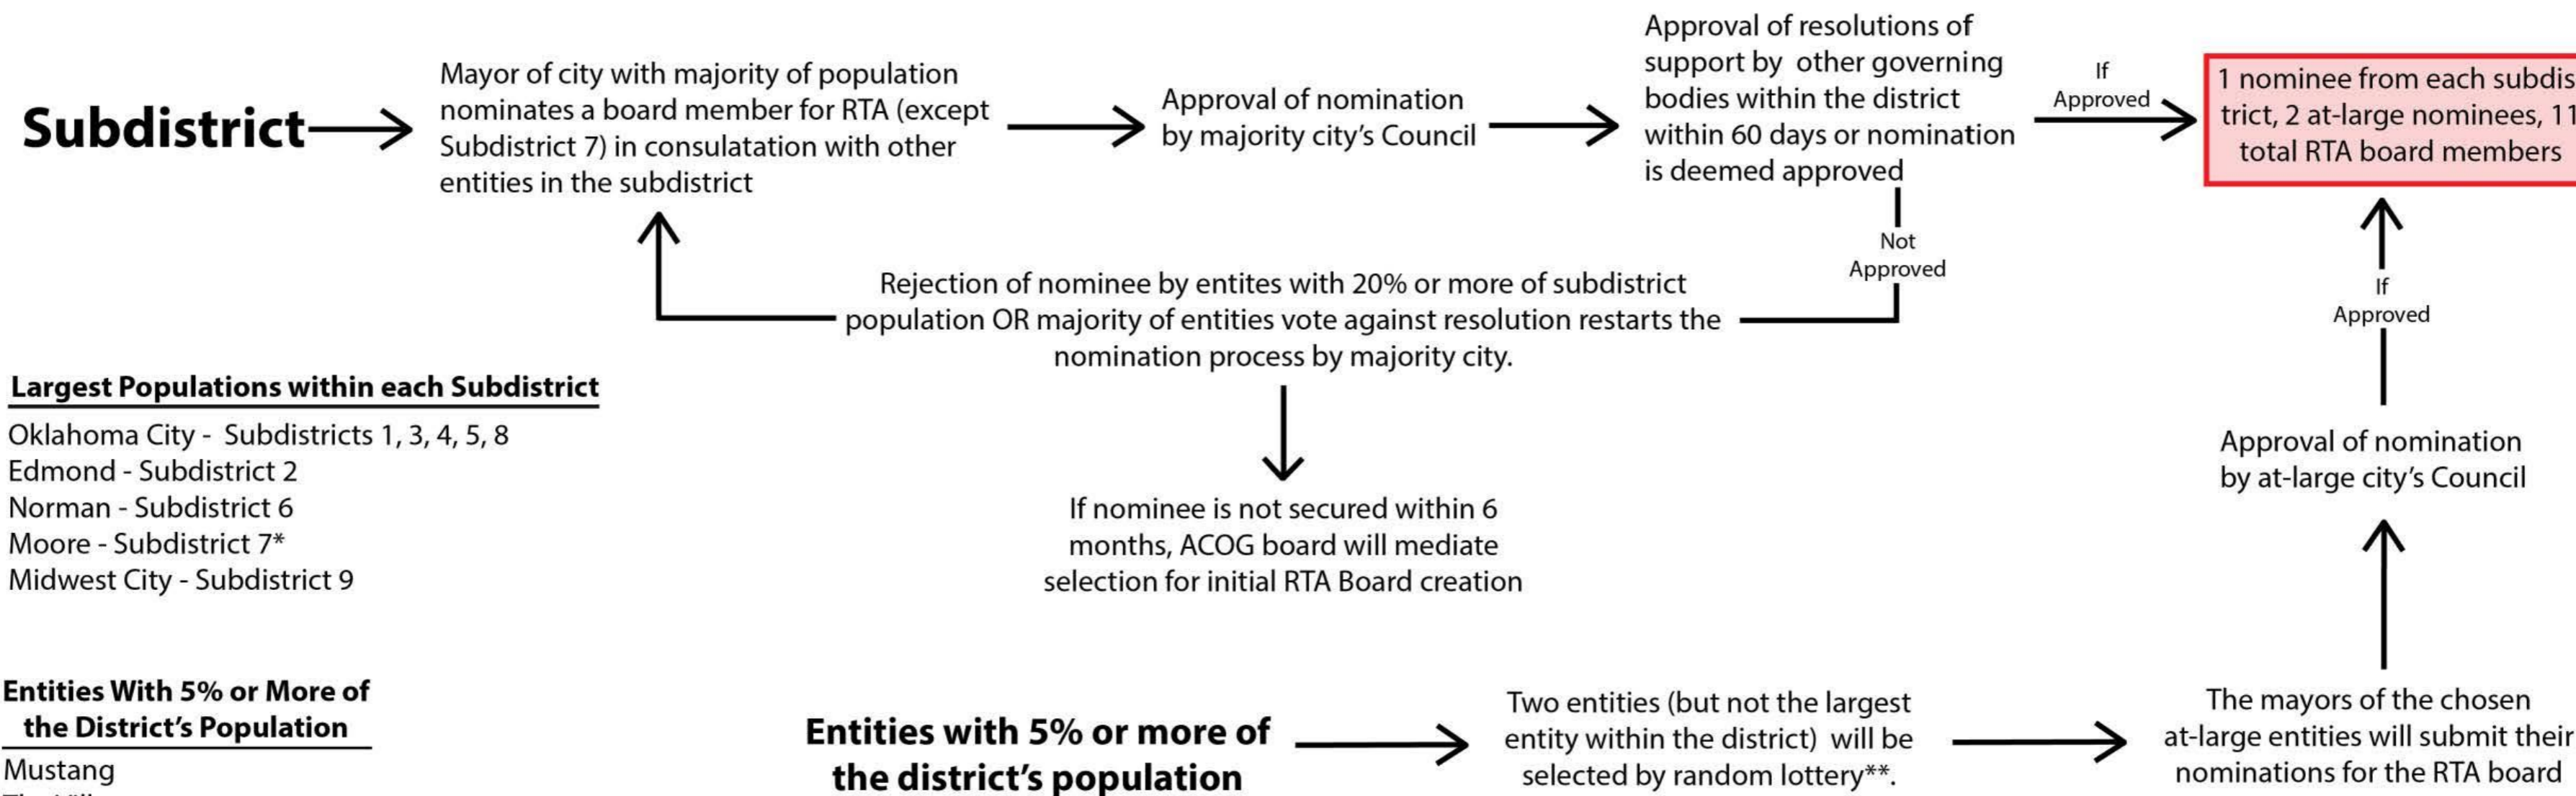 Subdistrict
Mayor of city with majority of population
nominates a board member for RTA (except
Subdistrict 7) in consulatation with other
entities in the subdistrict
Approval of nomination
by majority city's Council
Approval of resolutions of
support by other governing
bodies within the district
within 60 days or nomination
is deemed approved
If
Approved
1 nominee from each subdis
trict, 2 at-large nominees, 11
total RTA board members
Not
Approved
Rejection of nominee by entites with 20% or more of subdistrict
population OR majority of entities vote against resolution restarts the
nomination process by majority city.
If
Approved
Largest Populations within each Subdistrict
Oklahoma City - Subdistricts 1, 3, 4, 5, 8
Edmond - Subdistrict 2
Norman - Subdistrict 6
Moore - Subdistrict 7*
Midwest City - Subdistrict 9
If nominee is not secured within 6
months, ACOG board will mediate
selection for initial RTA Board creation
Approval of nomination
by at-large city's Council
Entities With 5% or More of
the District's Population
Mustang
Entities with 5% or more of
the district's population
Two entities (but not the largest
entity within the district) will be
selected by random lottery**.
The mayors of the chosen
at-large entities will submit their
nominations for the RTA board